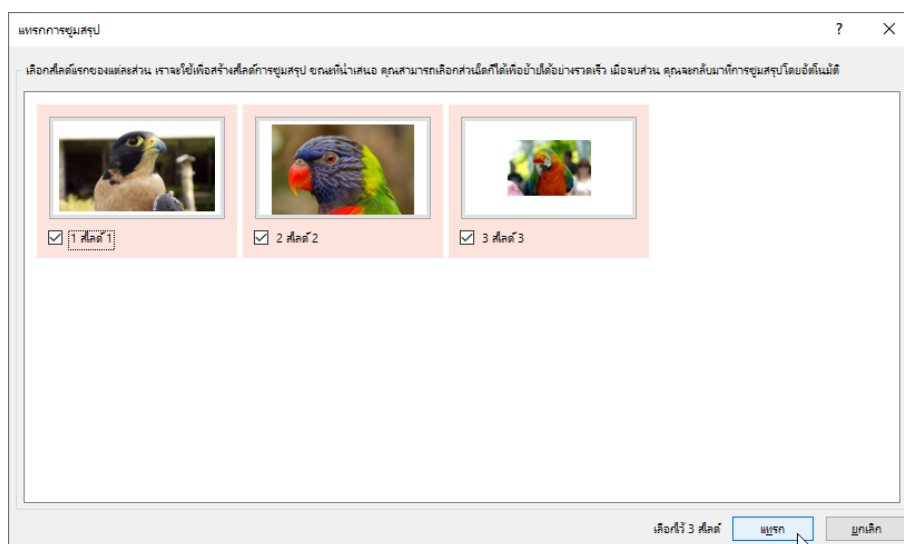 แทรกการซูมสรุป
เลือกสไลด์แรกของแต่ละส่วน เราจะใช้เพื่อสร้างสไลด์การซูมสรุป ขณะที่นำเสนอ คุณสามารถเลือกส่วนใดก็ได้เพื่อย้ายได้อย่างรวดเร็ว เมื่อจบส่วน คุณจะกลับมาที่การซูมสรุปโดยอัตโนมัติ
1 สไลด์ 1
2 สไลด์ 2
3 สไลด์ 3
เลือกไว้ 3 สไลด์
แทรก
ยกเลิก